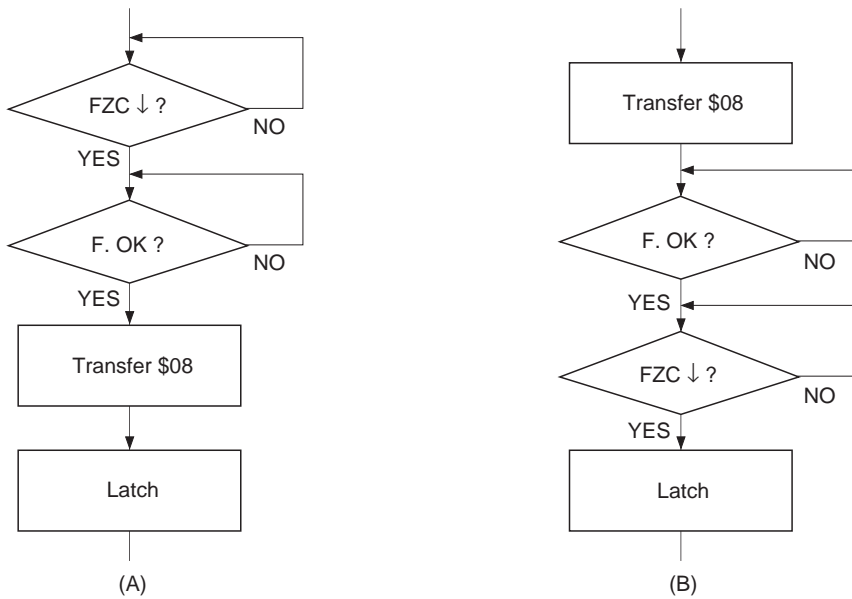 FZC ↓ ?
NO
YES
F. OK ?
NO
YES
Transfer $08
Latch
(A)
Transfer $08
F. OK ?
NO
YES
FZC ↓ ?
NO
YES
Latch
(B)